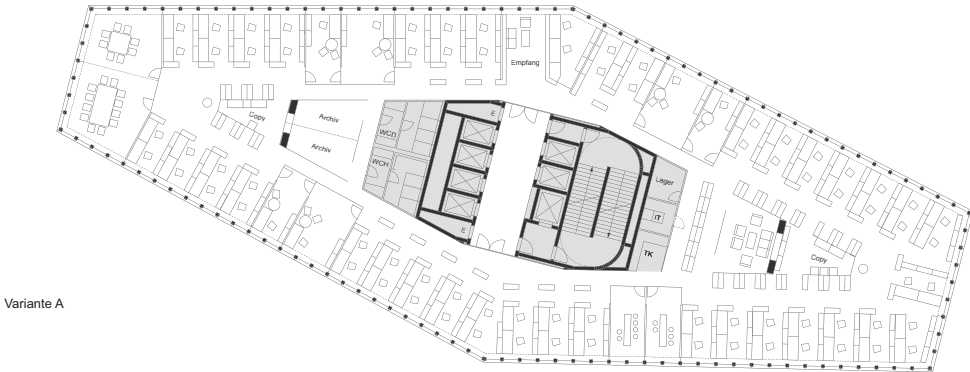 Empfang
Copy
Archiv
Archiv
E
WCD
WCH
Lager
IT
TK
E
Copy
Variante A